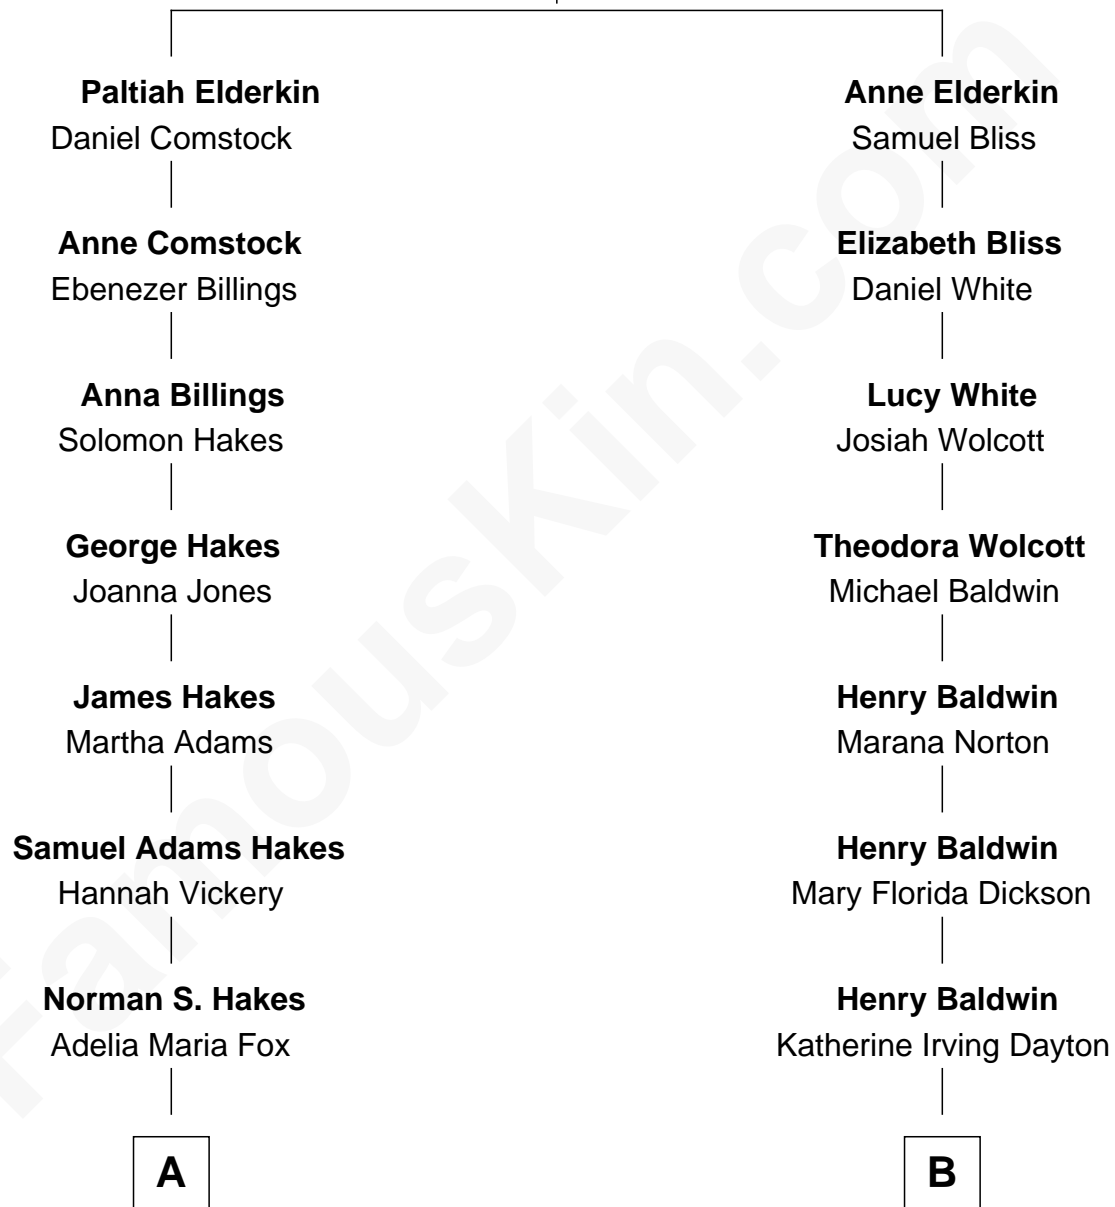 Paltiah Elderkin
Daniel Comstock
Anne Comstock
Ebenezer Billings
Anna Billings
Solomon Hakes
George Hakes
Joanna Jones
James Hakes
Martha Adams
Samuel Adams Hakes
Hannah Vickery
Norman S. Hakes
Adelia Maria Fox
A
Anne Elderkin
Samuel Bliss
Elizabeth Bliss
Daniel White
Lucy White
Josiah Wolcott
Theodora Wolcott
Michael Baldwin
Henry Baldwin
Marana Norton
Henry Baldwin
Mary Florida Dickson
Henry Baldwin
Katherine Irving Dayton
B
FamousKin.com